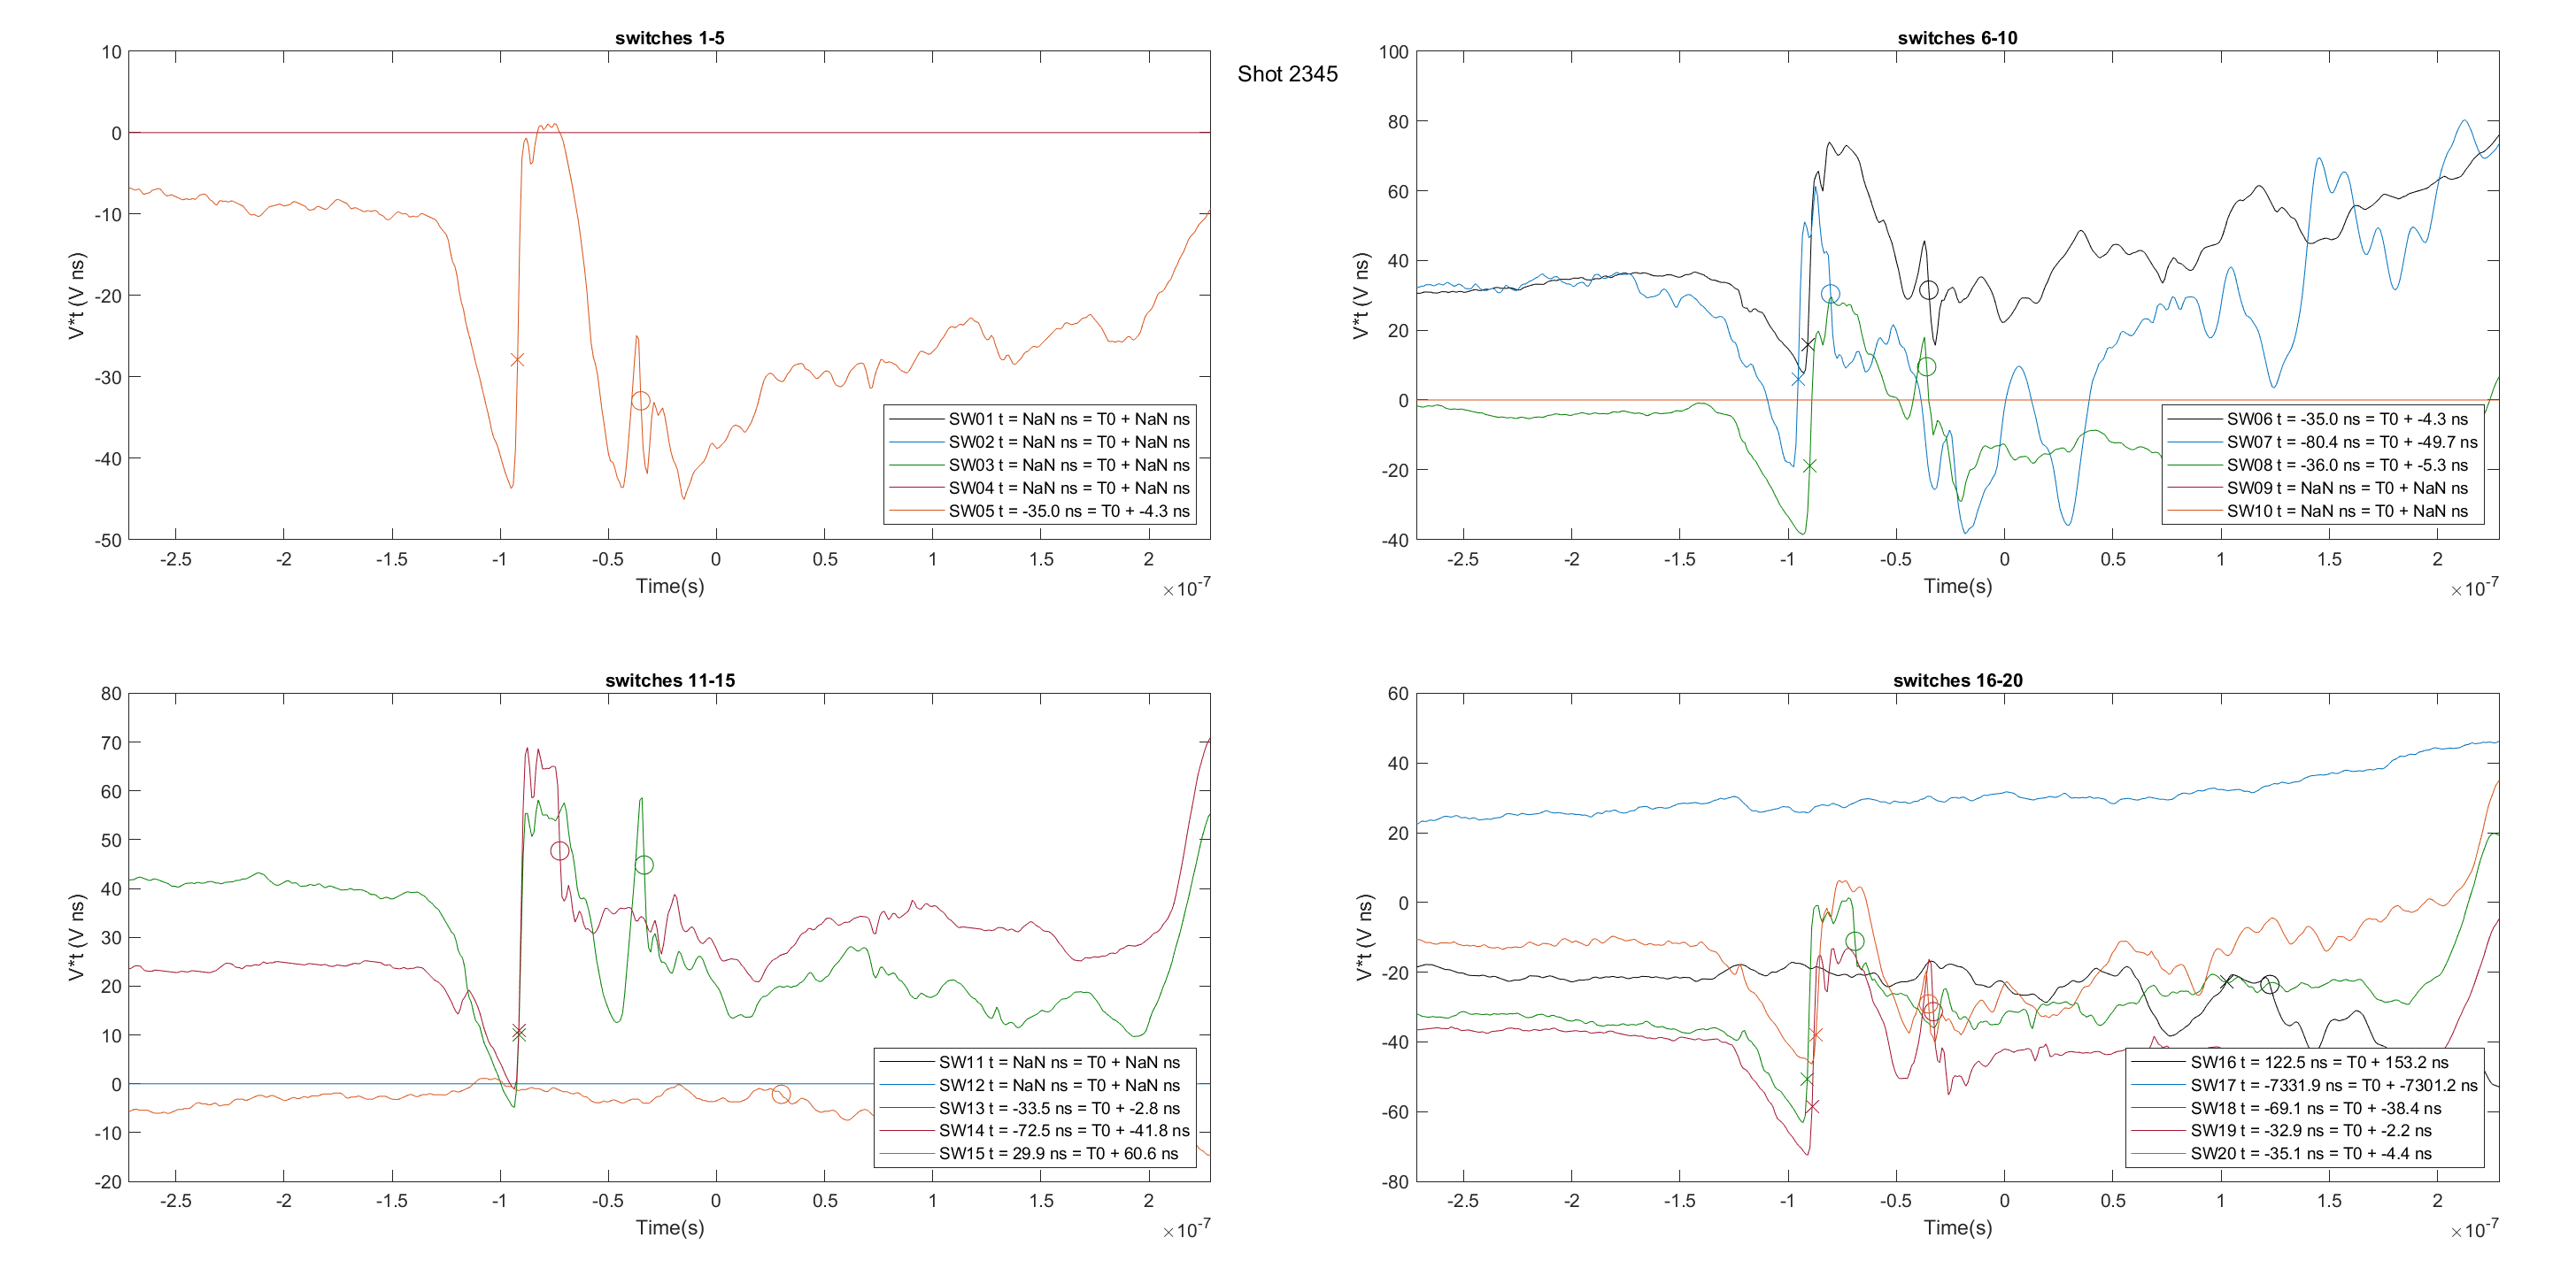 Shot 2345
switches 1-5
10
0
-10
-20
-30
-40
-50
V*t (V ns)
-2.5 -2 -1.5 -1 -0.5 0 0.5 1 1.5 2
Time(s)
×10-7
SW01 t = NaN ns = T0 + NaN ns
SW02 t = NaN ns = T0 + NaN ns
SW03 t = NaN ns = T0 + NaN ns
SW04 t = NaN ns = T0 + NaN ns
SW05 t = -35.0 ns = T0 + -4.3 ns
switches 6-10
100
80
60
40
20
0
-20
-40
V*t (V ns)
-2.5 -2 -1.5 -1 -0.5 0 0.5 1 1.5 2
Time(s)
×10-7
SW06 t = -35.0 ns = T0 + -4.3 ns
SW07 t = -80.4 ns = T0 + -49.7 ns
SW08 t = -36.0 ns = T0 + -5.3 ns
SW09 t = NaN ns = T0 + NaN ns
SW10 t = NaN ns = T0 + NaN ns
switches 11-15
80
70
60
50
40
30
20
10
0
-10
-20
V*t (V ns)
-2.5 -2 -1.5 -1 -0.5 0 0.5 1 1.5 2
Time(s)
×10-7
SW11 t = NaN ns = T0 + NaN ns
SW12 t = NaN ns = T0 + NaN ns
SW13 t = -33.5 ns = T0 + -2.8 ns
SW14 t = -72.5 ns = T0 + -41.8 ns
SW15 t = 29.9 ns = T0 + 60.6 ns
switches 16-20
60
40
20
0
-20
-40
-60
-80
V*t (V ns)
-2.5 -2 -1.5 -1 -0.5 0 0.5 1 1.5 2
Time(s)
×10-7
SW16 t = 122.5 ns = T0 + 153.2 ns
SW17 t = -7331.9 ns = T0 + -7301.2 ns
SW18 t = -69.1 ns = T0 + -38.4 ns
SW19 t = -32.9 ns = T0 + -2.2 ns
SW20 t = -35.1 ns = T0 + -4.4 ns